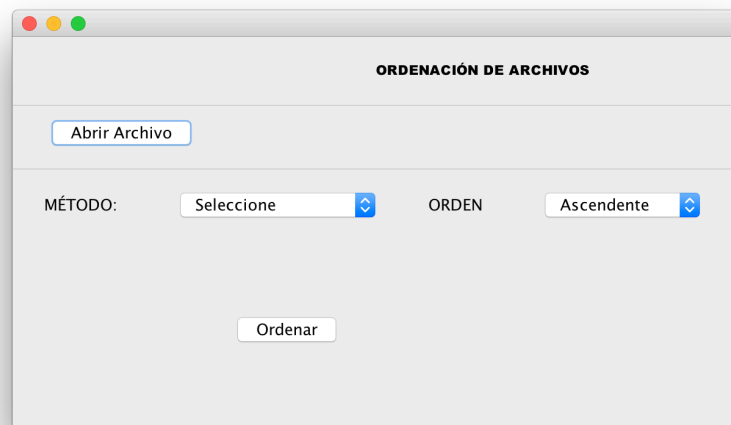 ORDENACIÓN DE ARCHIVOS
Abrir Archivo
MÉTODO: Seleccione ORDEN Ascendente
Ordenar